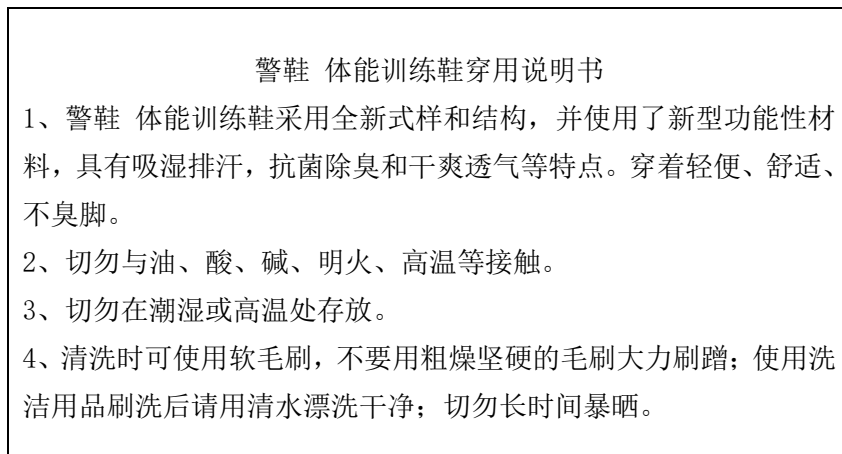 警鞋 体能训练鞋穿用说明书
1、警鞋 体能训练鞋采用全新式样和结构，并使用了新型功能性材
料，具有吸湿排汗，抗菌除臭和干爽透气等特点。穿着轻便、舒适、
不臭脚。
2、切勿与油、酸、碱、明火、高温等接触。
3、切勿在潮湿或高温处存放。
4、清洗时可使用软毛刷，不要用粗燥坚硬的毛刷大力刷蹭；使用洗
洁用品刷洗后请用清水漂洗干净；切勿长时间暴晒。